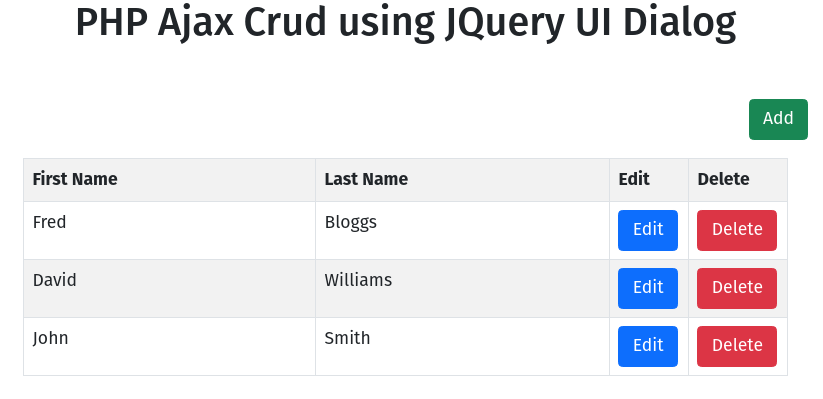 PHP Ajax Crud using JQuery UI Dialog
Add
First Name Last Name Edit Delete
Fred Bloggs Edit Delete
David Williams Edit Delete
John Smith Edit Delete